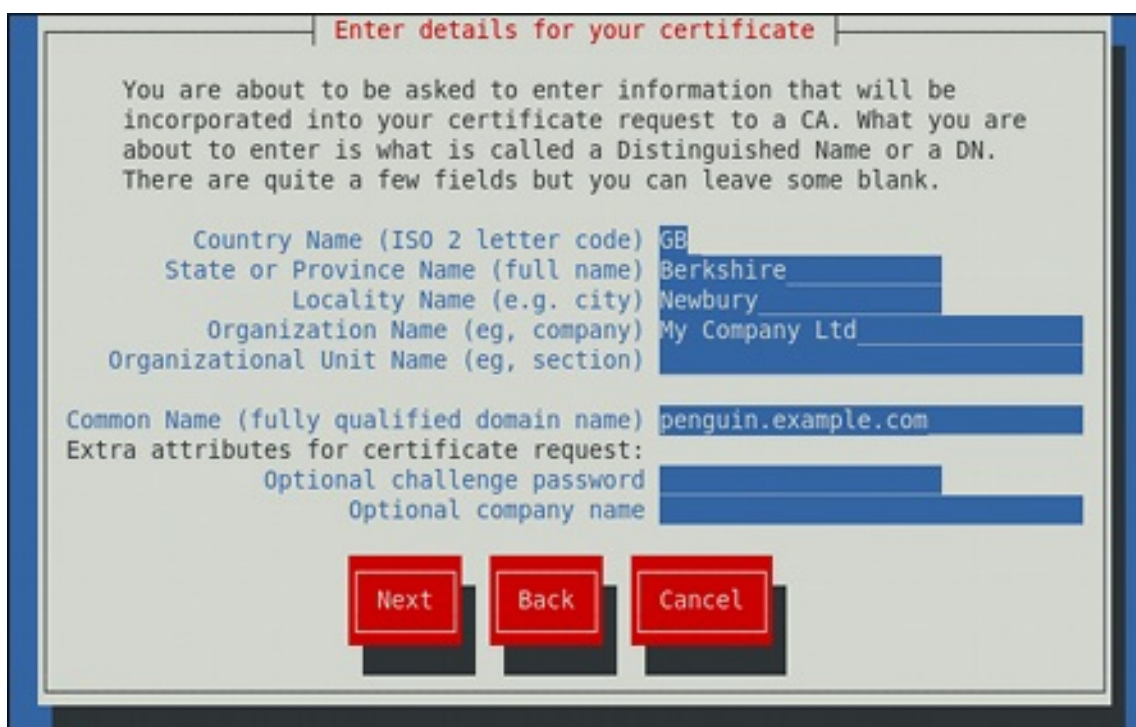 Enter details for your certificate
You are about to be asked to enter information that will be
incorporated into your certificate request to a CA. What you are
about to enter is what is called a Distinguished Name or a DN.
There are quite a few fields but you can leave some blank.
Country Name (ISO 2 letter code) GB
State or Province Name (full name) Berkshire
Locality Name (e.g. city) Newbury
Organization Name (eg, company) My Company Ltd
Organizational Unit Name (eg, section)
Common Name (fully qualified domain name) penguin.example.com
Extra attributes for certificate request:
Optional challenge password
Optional company name
Next Back Cancel